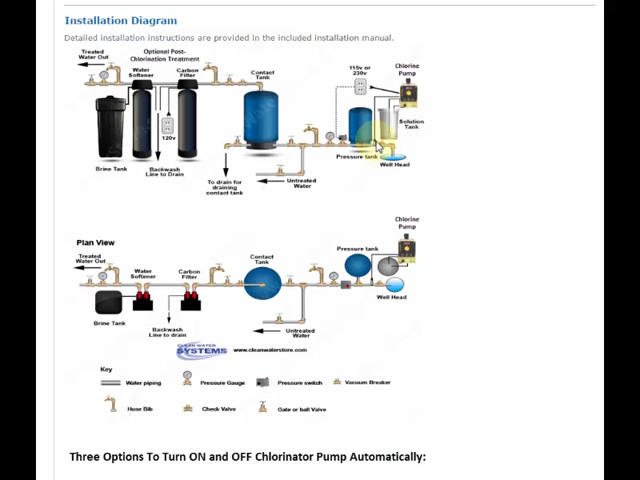 Installation Diagram
Detailed installation instructions are provided in the included installation manual.
Treated
Water Out
Optional Post-
Chlorination Treatment
Water
Softener
Carbon
Filter
Contact
Tank
115v or
230v
Chlorine
Pump
Solution
Tank
120v
Pressure tank
Well Head
Brine Tank
Backwash
Line to Drain
To drain for
draining
contact tank
Untreated
Water
Chlorine
Pump
Plan View
Treated
Water Out
Water
Softener
Carbon
Filter
Contact
Tank
Pressure tank
Well Head
Brine Tank
Backwash
Line to drain
Untreated
Water
CLEAN WATER
SYSTEMS
www.cleanwaterstore.com
Key
Water piping
Pressure Gauge
Pressure switch
Vacuum Breaker
Hose Bib
Check Valve
Gate or ball Valve
Three Options To Turn ON and OFF Chlorinator Pump Automatically: